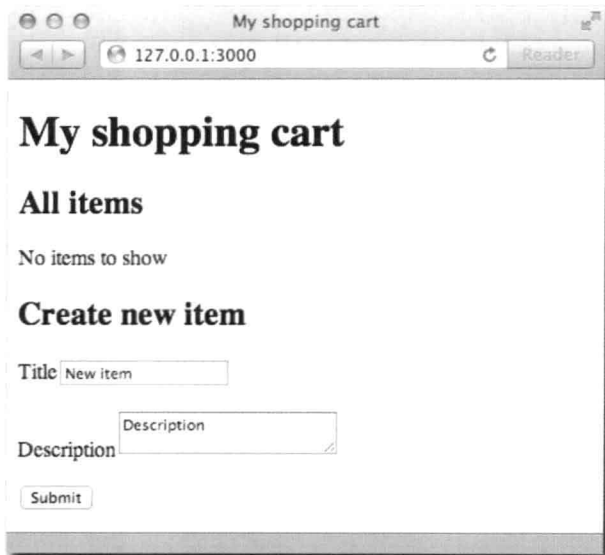 My shopping cart
127.0.0.1:3000
Reader
My shopping cart
All items
No items to show
Create new item
Title New item
Description Description
Submit